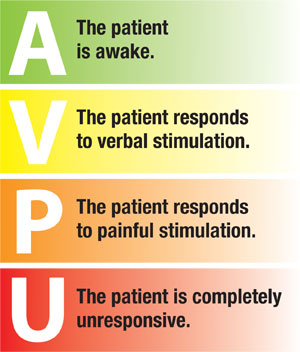 A
The patient
is awake.
V
The patient responds
to verbal stimulation.
P
The patient responds
to painful stimulation.
U
The patient is completely
unresponsive.